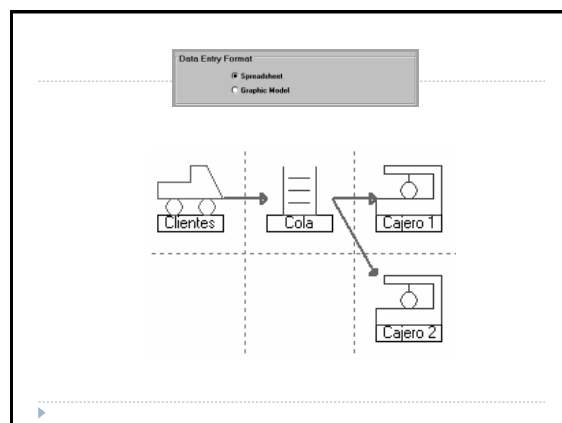 Data Entry Format
Spreadsheet
Graphic Model
Clientes
Cola
Cajero 1
Cajero 2